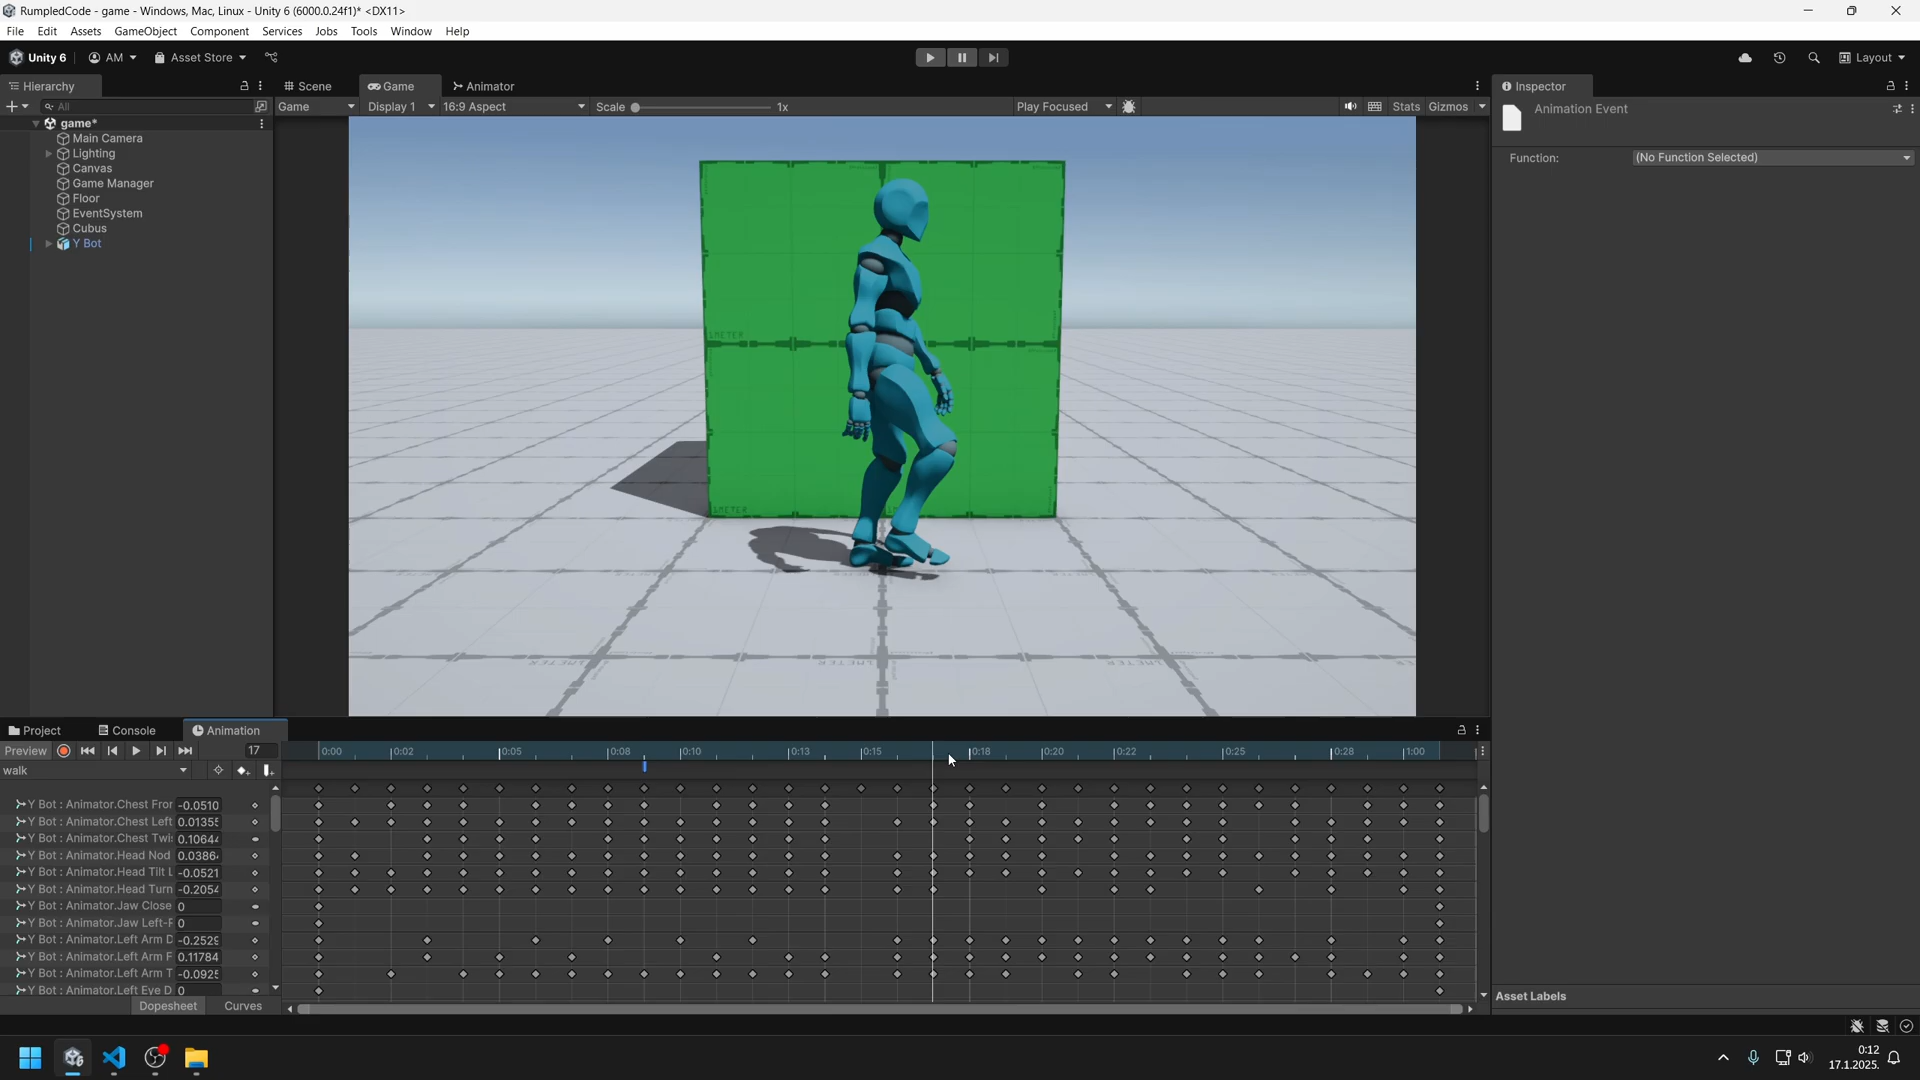 RumpledCode - game - Windows, Mac, Linux - Unity 6 (6000.0.24f1)* <DX11>
File Edit Assets GameObject Component Services Jobs Tools Window Help
Unity 6 AM Asset Store Layout
Hierarchy Scene Game Animator Inspector
All Game Display 1 16:9 Aspect Scale 1x Play Focused Stats Gizmos
Animation Event
game*
Main Camera
Lighting
Canvas
Game Manager
Floor
EventSystem
Cubus
Y Bot
Function: (No Function Selected)
1METER
1METER
Project Console Animation
Preview 17 0:00 0:02 0:05 0:08 0:10 0:13 0:15 0:18 0:20 0:22 0:25 0:28 1:00
walk
Y Bot : Animator.Chest Fror -0.0510
Y Bot : Animator.Chest Left 0.01355
Y Bot : Animator.Chest Twi 0.10644
Y Bot : Animator.Head Nod 0.0386
Y Bot : Animator.Head Tilt L -0.0521
Y Bot : Animator.Head Turn -0.2054
Y Bot : Animator.Jaw Close 0
Y Bot : Animator.Jaw Left-F 0
Y Bot : Animator.Left Arm D -0.2529
Y Bot : Animator.Left Arm F 0.11784
Y Bot : Animator.Left Arm T -0.0925
Y Bot : Animator.Left Eye D 0
Dopesheet Curves
Asset Labels
0:12
17.1.2025.